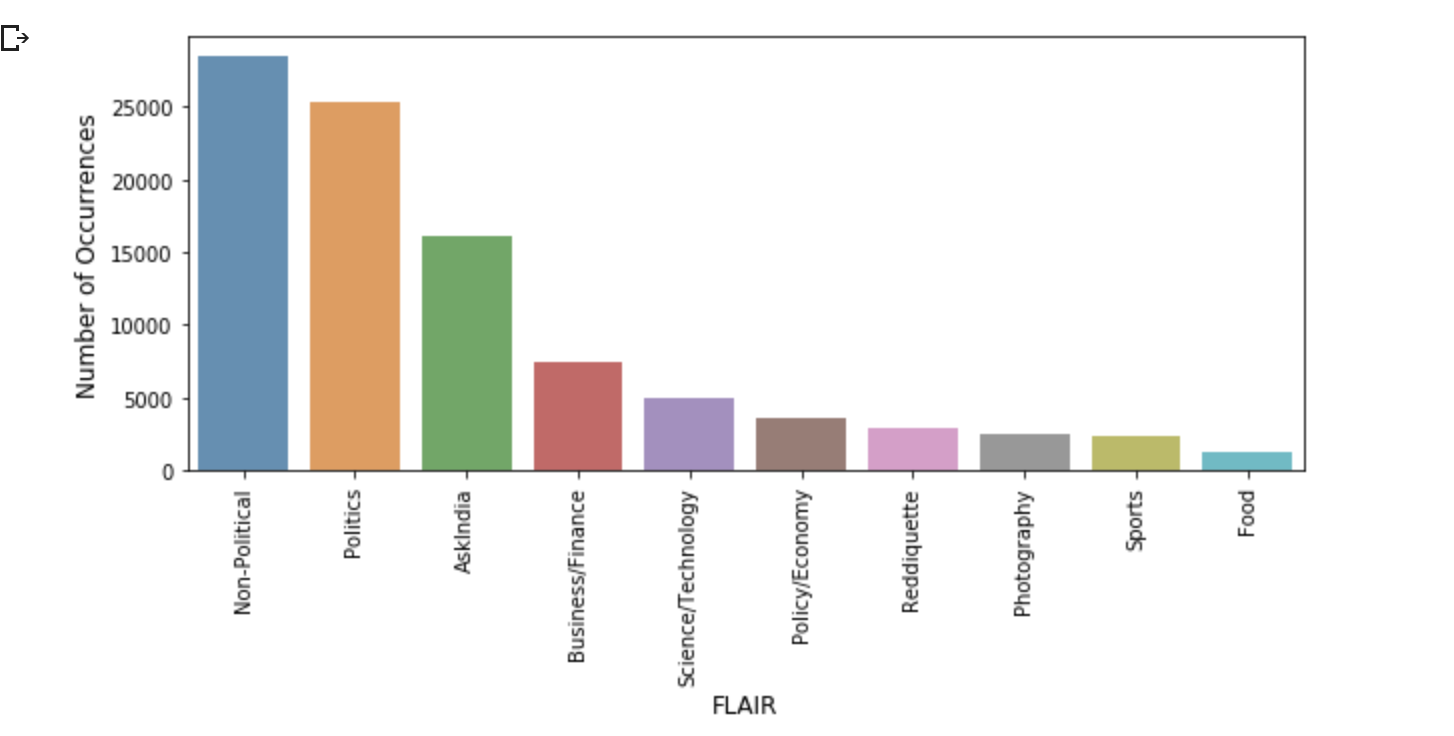 Number of Occurrences
25000
20000
15000
10000
5000
0
Non-Political
Politics
AskIndia
Business/Finance
Science/Technology
Policy/Economy
Reddiquette
Photography
Sports
Food
FLAIR